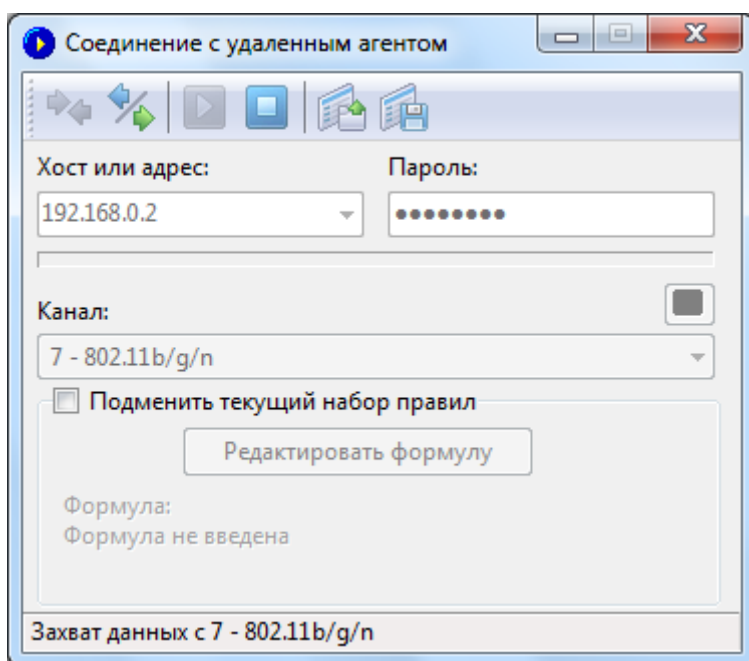 Соединение с удаленным агентом
Хост или адрес: Пароль:
192.168.0.2 ●●●●●●●●
Канал:
7 - 802.11b/g/n
Подменить текущий набор правил
Редактировать формулу
Формула:
Формула не введена
Захват данных с 7 - 802.11b/g/n